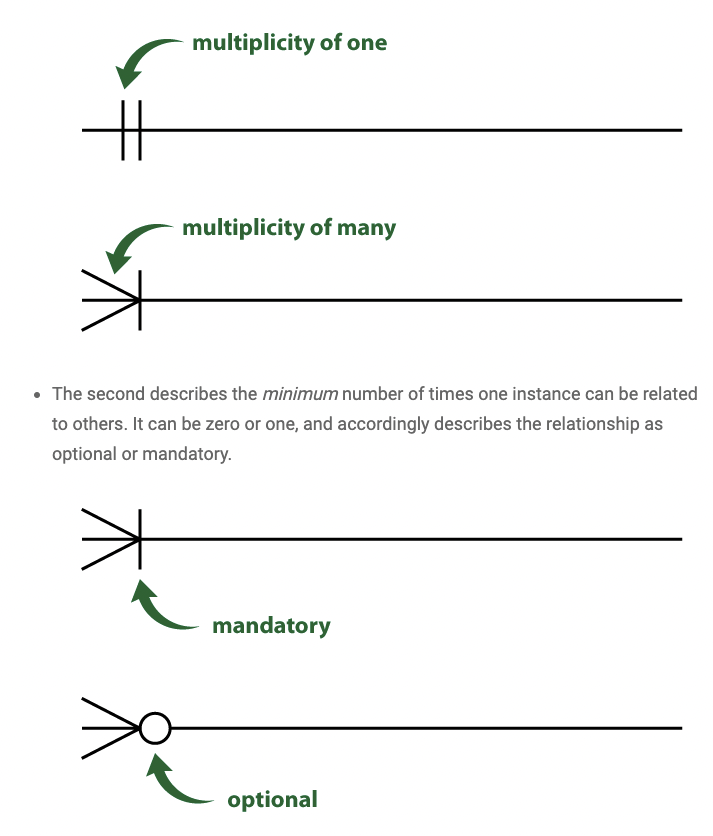 multiplicity of one
multiplicity of many
• The second describes the minimum number of times one instance can be related
to others. It can be zero or one, and accordingly describes the relationship as
optional or mandatory.
mandatory
optional